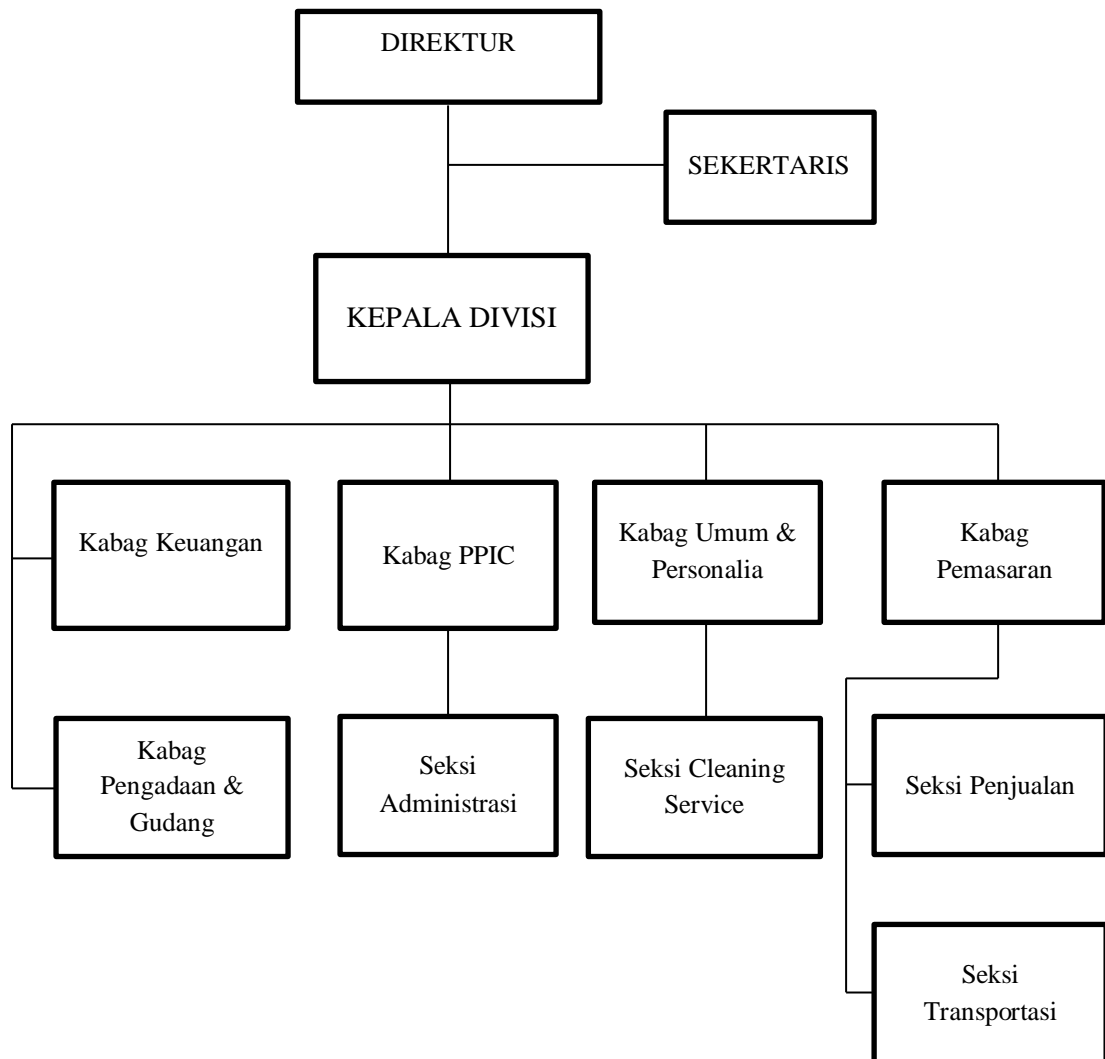 DIREKTUR
SEKERTARIS
KEPALA DIVISI
Kabag Keuangan
Kabag PPIC
Kabag Umum &
Personalia
Kabag
Pemasaran
Kabag
Pengadaan &
Gudang
Seksi
Administrasi
Seksi Cleaning
Service
Seksi Penjualan
Seksi
Transportasi